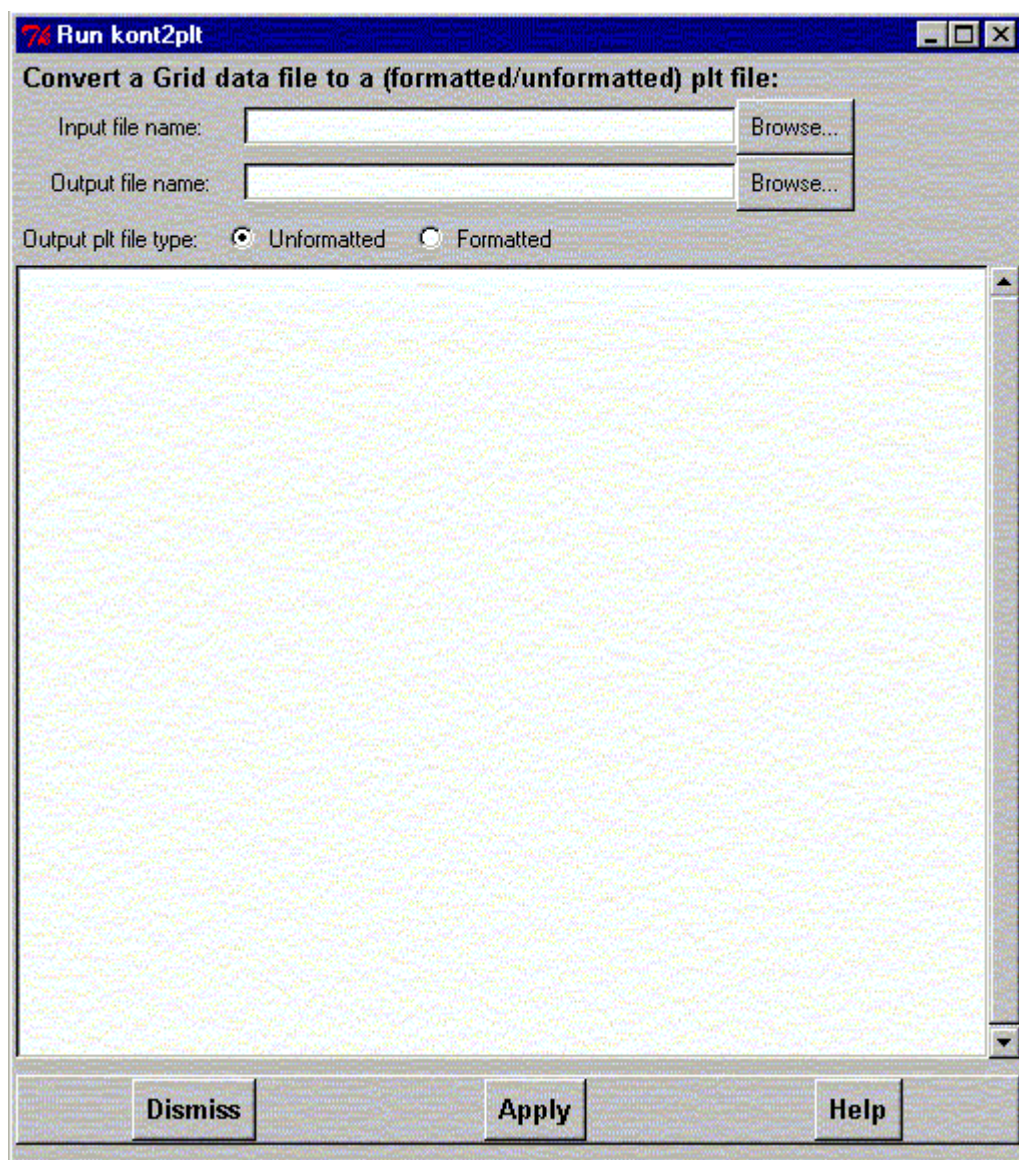 Run kont2plt
Convert a Grid data file to a (formatted/unformatted) plt file:
Input file name: Browse...
Output file name: Browse...
Output plt file type: Unformatted Formatted
Dismiss Apply Help